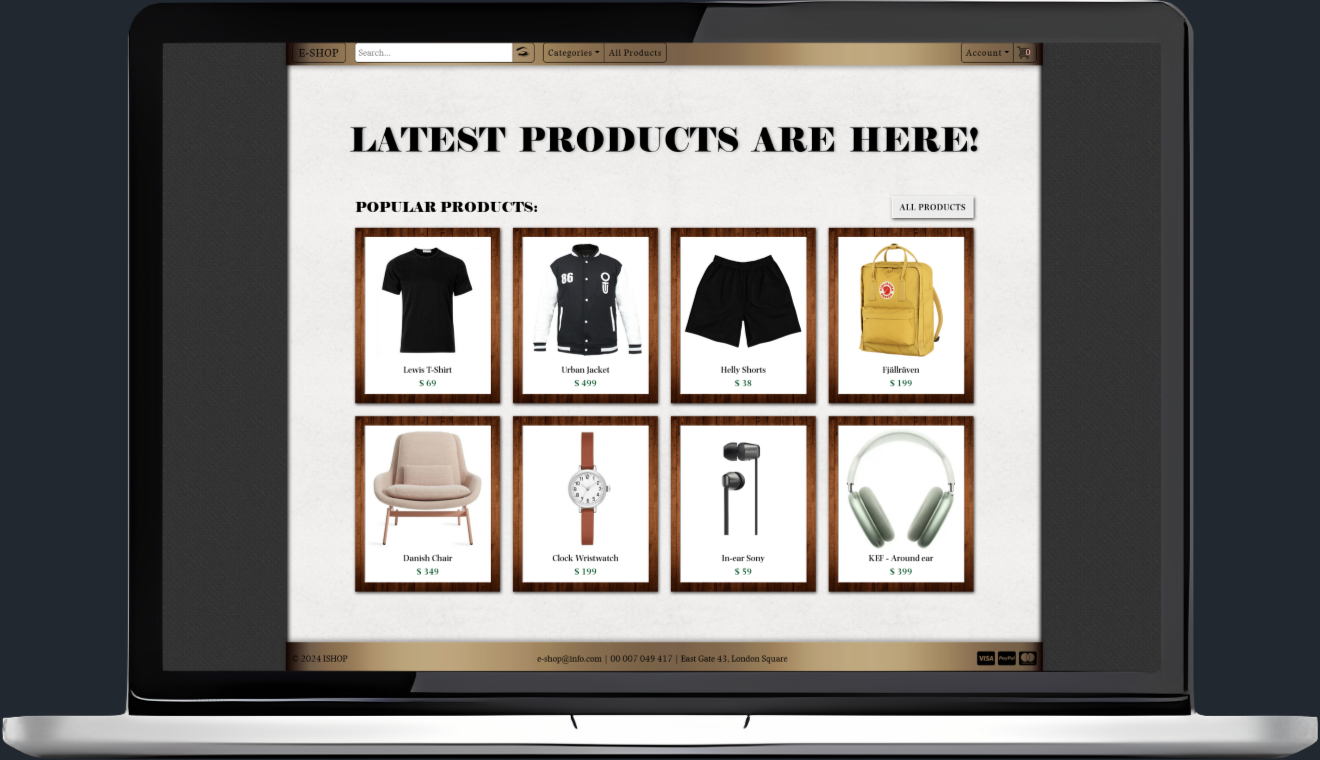 E-SHOP Search... Categories All Products Account 0
LATEST PRODUCTS ARE HERE!
POPULAR PRODUCTS: ALL PRODUCTS
86
Lewis T-Shirt Urban Jacket Helly Shorts Fjällräven
$ 69 $ 499 $ 38 $ 199
Danish Chair Clock Wristwatch In-ear Sony KEF - Around ear
$ 349 $ 199 $ 59 $ 399
© 2024 ISHOP e-shop@info.com | 00 007 049 417 | East Gate 43, London Square VISA PayPal